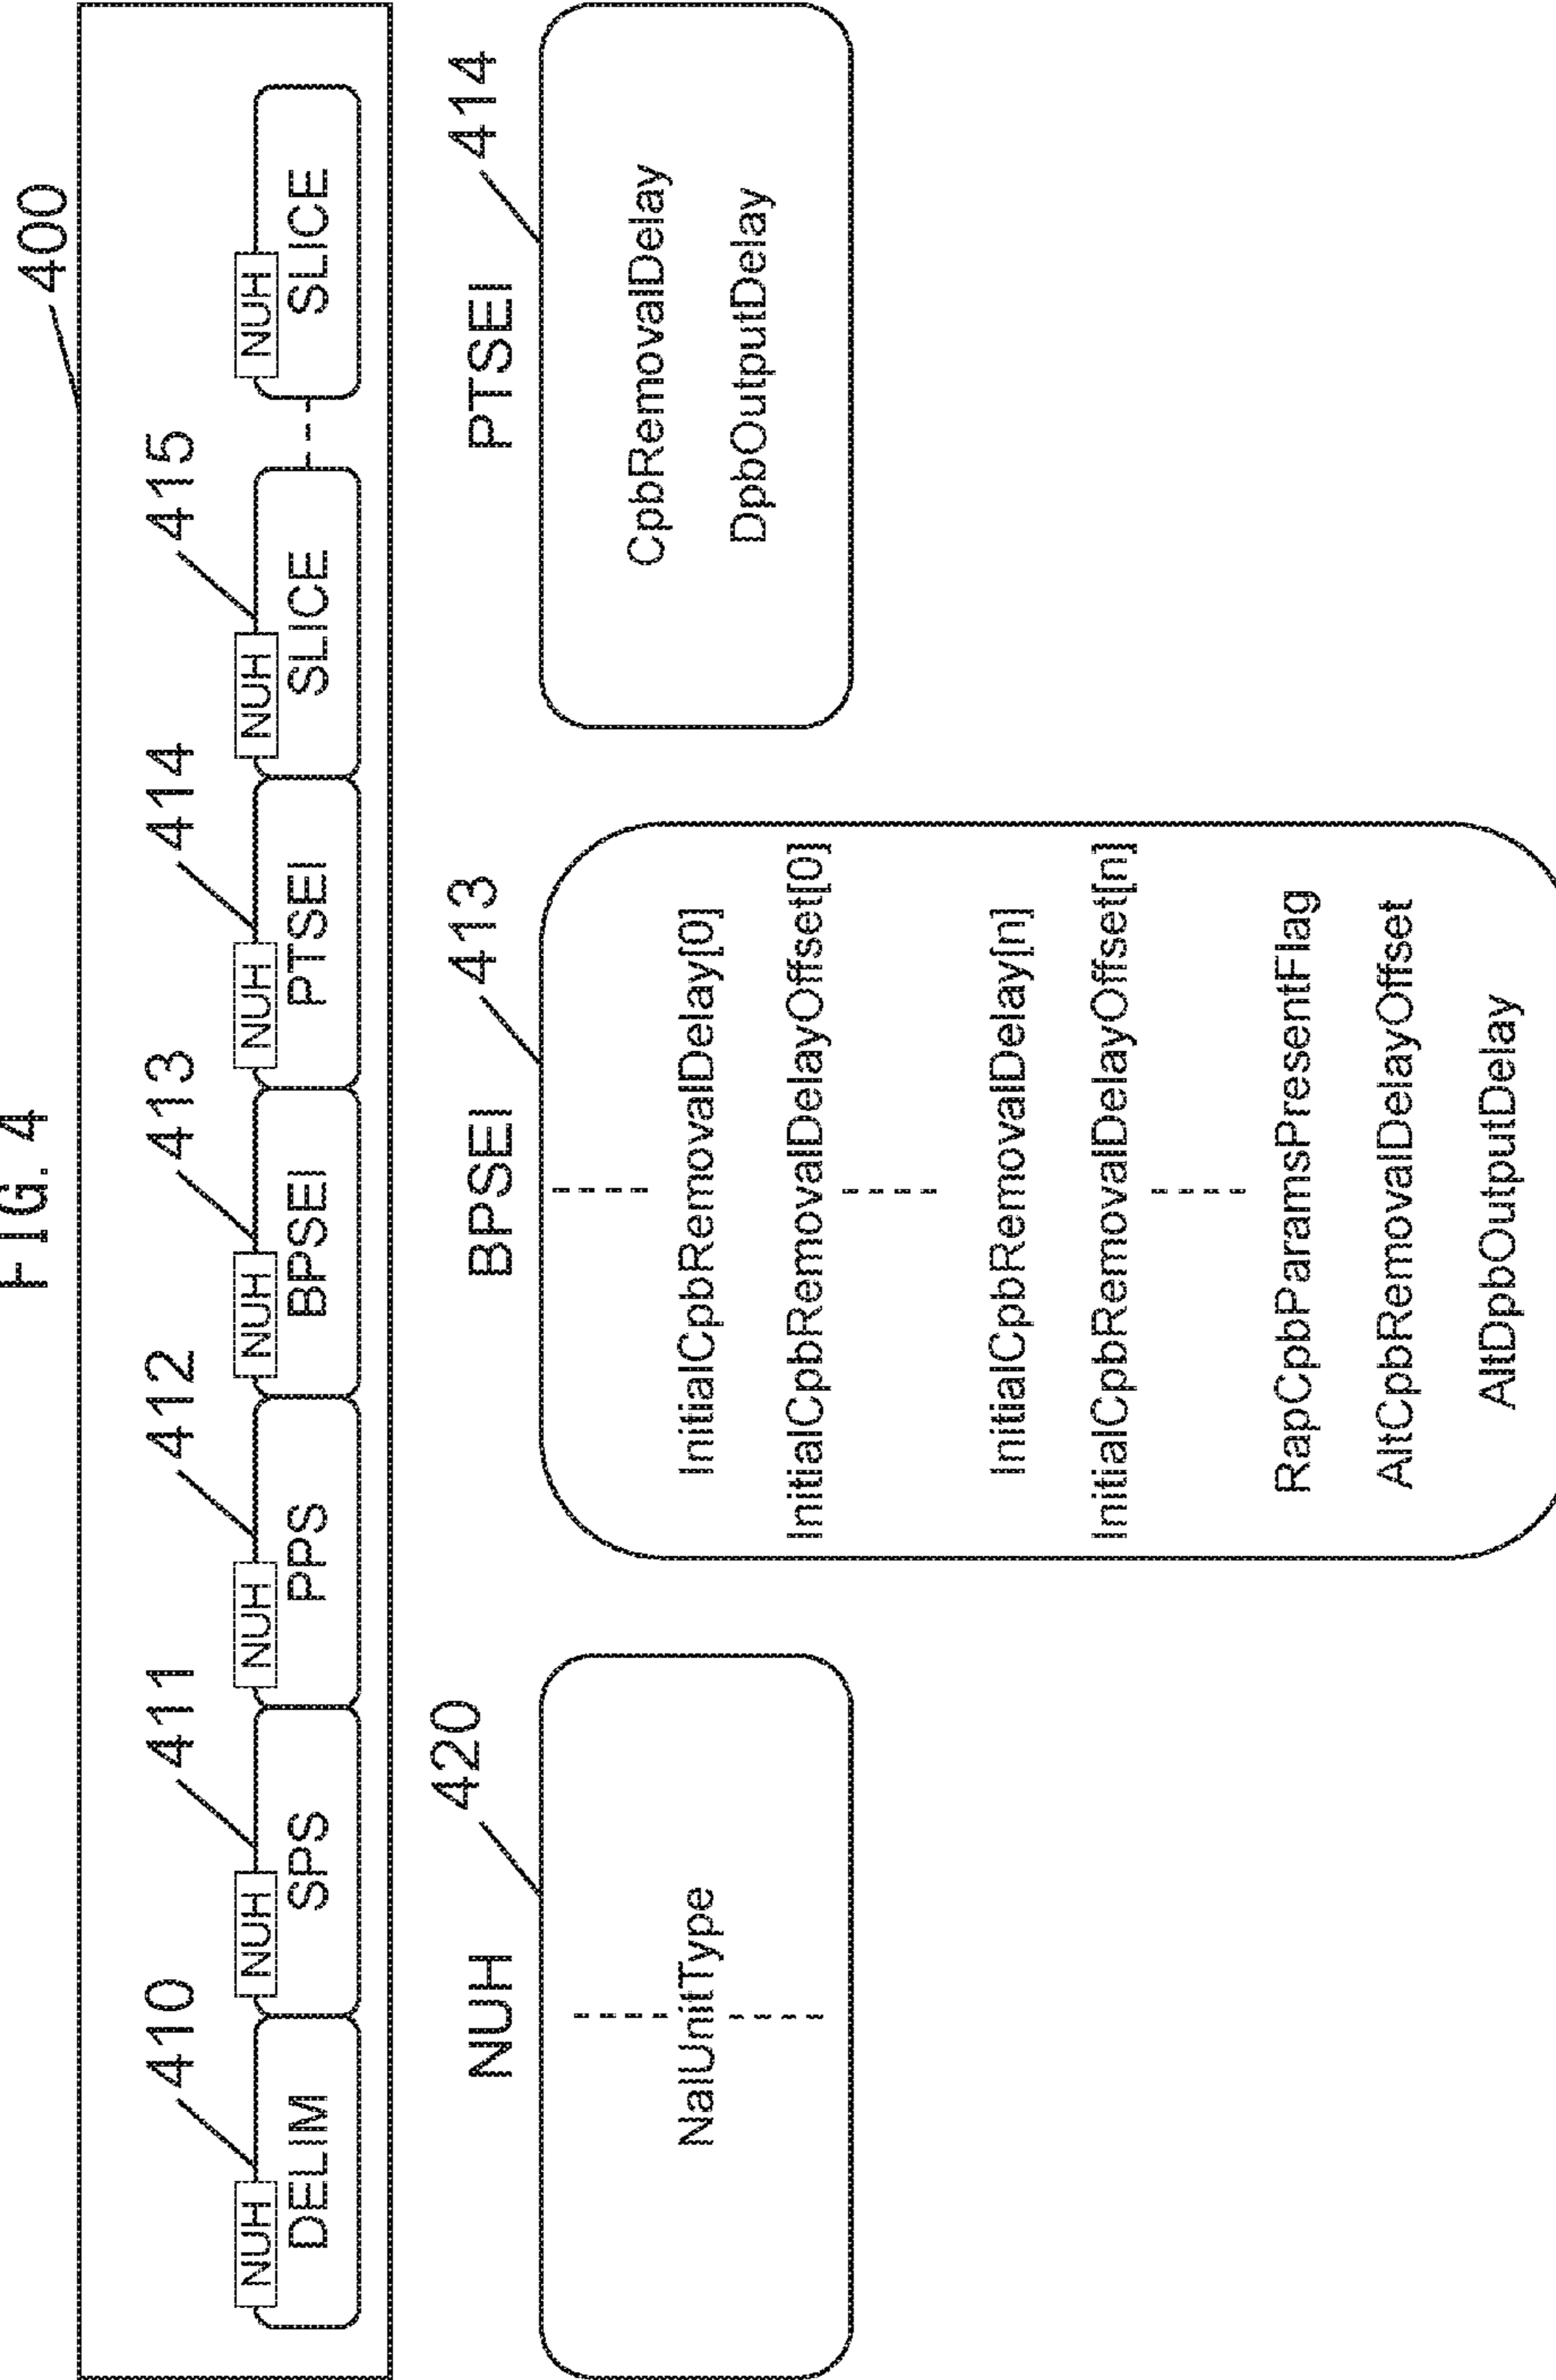 FIG. 4
400
410 411 412 413 414 415
NUH NUH NUH NUH NUH NUH NUH
DELIM SPS PPS BPSEI PTSEI SLICE SLICE
NUH 420
NalUnitType
BPSEI 413
InitialCpbRemovalDelay[0]
InitialCpbRemovalDelayOffset[0]
InitialCpbRemovalDelay[n]
InitialCpbRemovalDelayOffset[n]
RapCpbParamsPresentFlag
AltCpbRemovalDelayOffset
AltDpbOutputDelay
PTSEI 414
CpbRemovalDelay
DpbOutputDelay